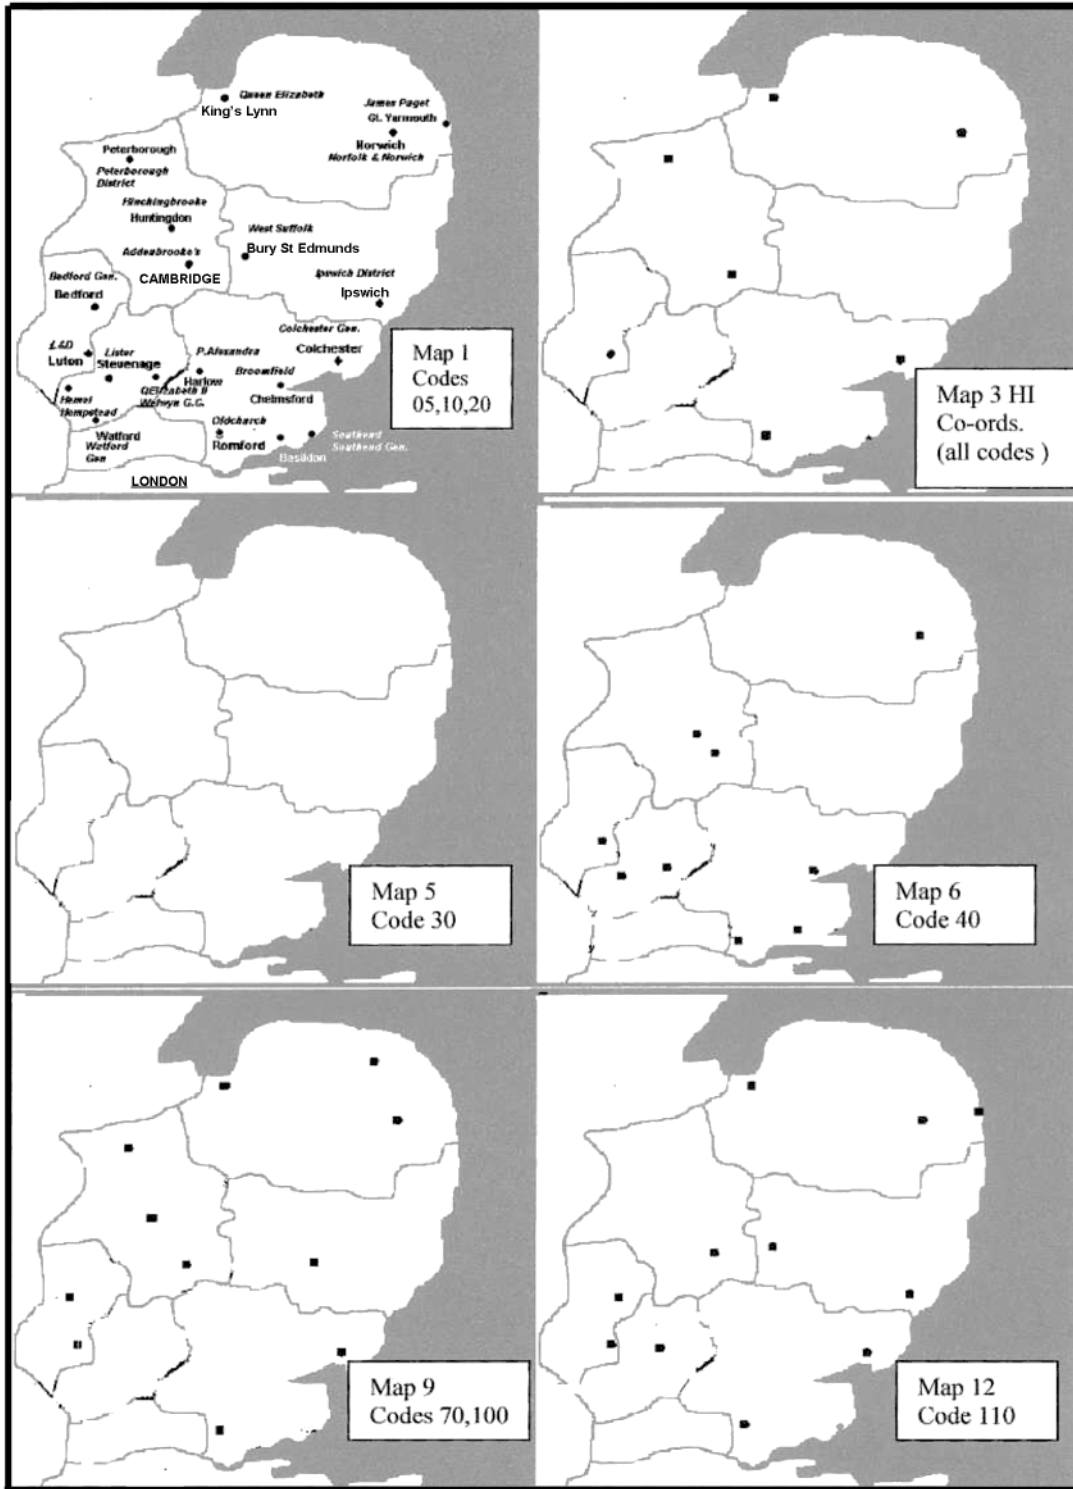 Queen Elizabeth
King's Lynn
James Paget
Gt. Yarmouth
Norwich
Norfolk & Norwich
Peterborough
Peterborough
District
Hinchingbrooke
Huntingdon
Addenbrooke's
CAMBRIDGE
West Suffolk
Bury St Edmunds
Ipswich District
Ipswich
Bedford Gen.
Bedford
L&D
Luton
Lister
Stevenage
P.Alexandra
Harlow
QElizabeth II
Welwyn G.C.
Colchester Gen.
Colchester
Broomfield
Chelmsford
Hemel
Hempstead
Watford
Watford
Gen
Oldchurch
Romford
Basildon
Southend
Southend Gen.
LONDON
Map 1
Codes
05,10,20
Map 3 HI
Co-ords.
(all codes )
Map 5
Code 30
Map 6
Code 40
Map 9
Codes 70,100
Map 12
Code 110